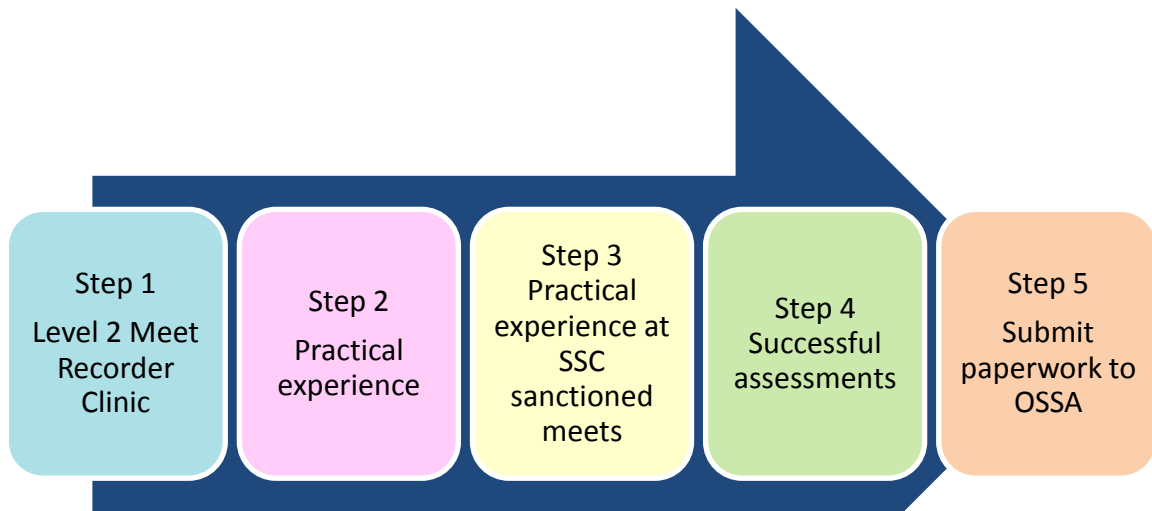 Step 1
Level 2 Meet
Recorder
Clinic
Step 2
Practical
experience
Step 3
Practical
experience at
SSC
sanctioned
meets
Step 4
Successful
assessments
Step 5
Submit
paperwork to
OSSA